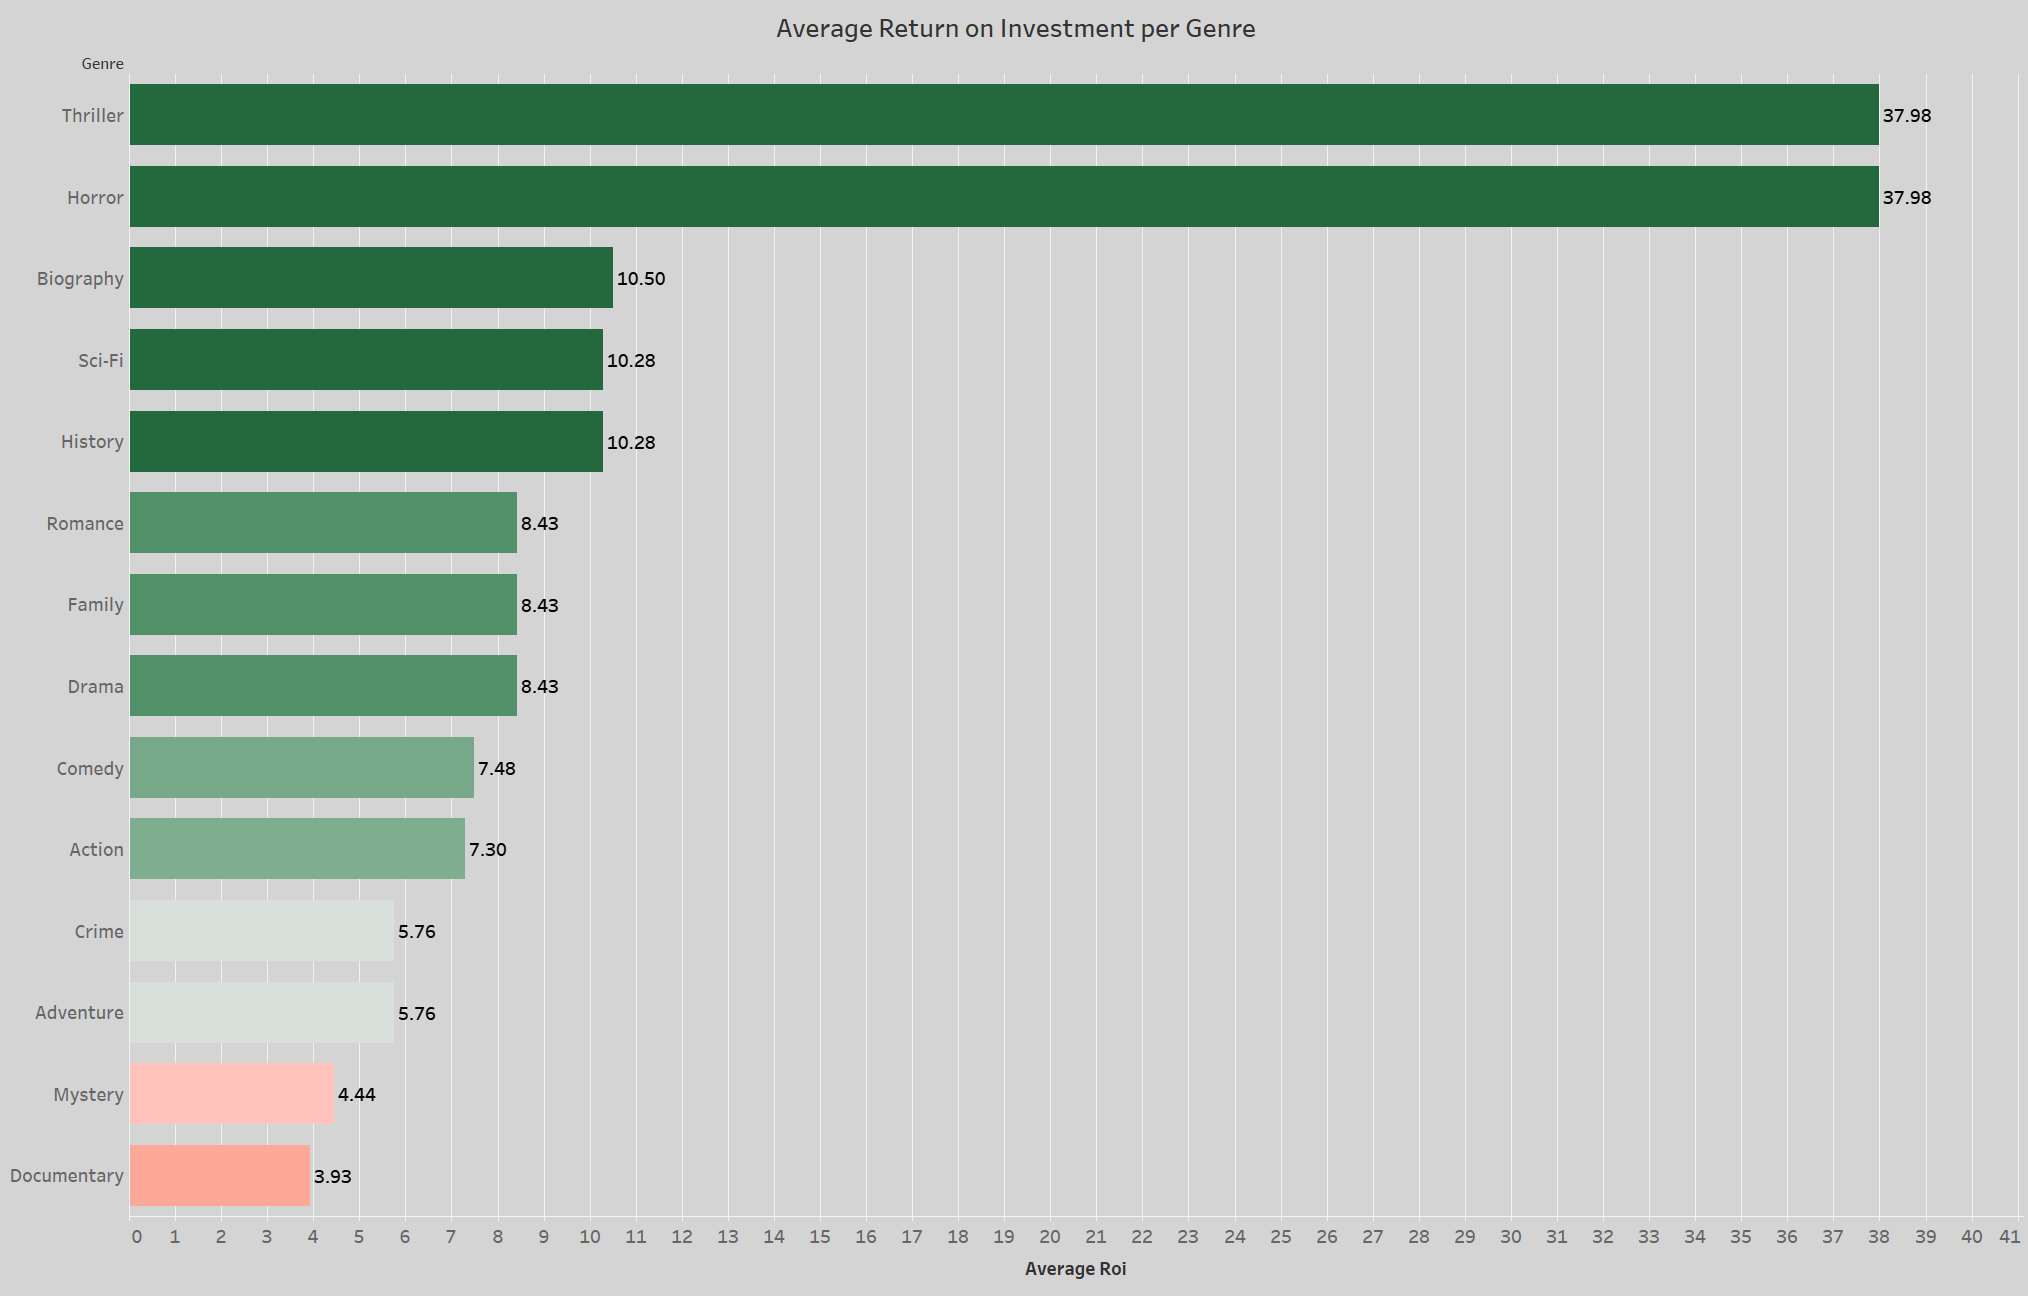 Average Return on Investment per Genre
Genre
Thriller 37.98
Horror 37.98
Biography 10.50
Sci-Fi 10.28
History 10.28
Romance 8.43
Family 8.43
Drama 8.43
Comedy 7.48
Action 7.30
Crime 5.76
Adventure 5.76
Mystery 4.44
Documentary 3.93
0 1 2 3 4 5 6 7 8 9 10 11 12 13 14 15 16 17 18 19 20 21 22 23 24 25 26 27 28 29 30 31 32 33 34 35 36 37 38 39 40 41
Average Roi